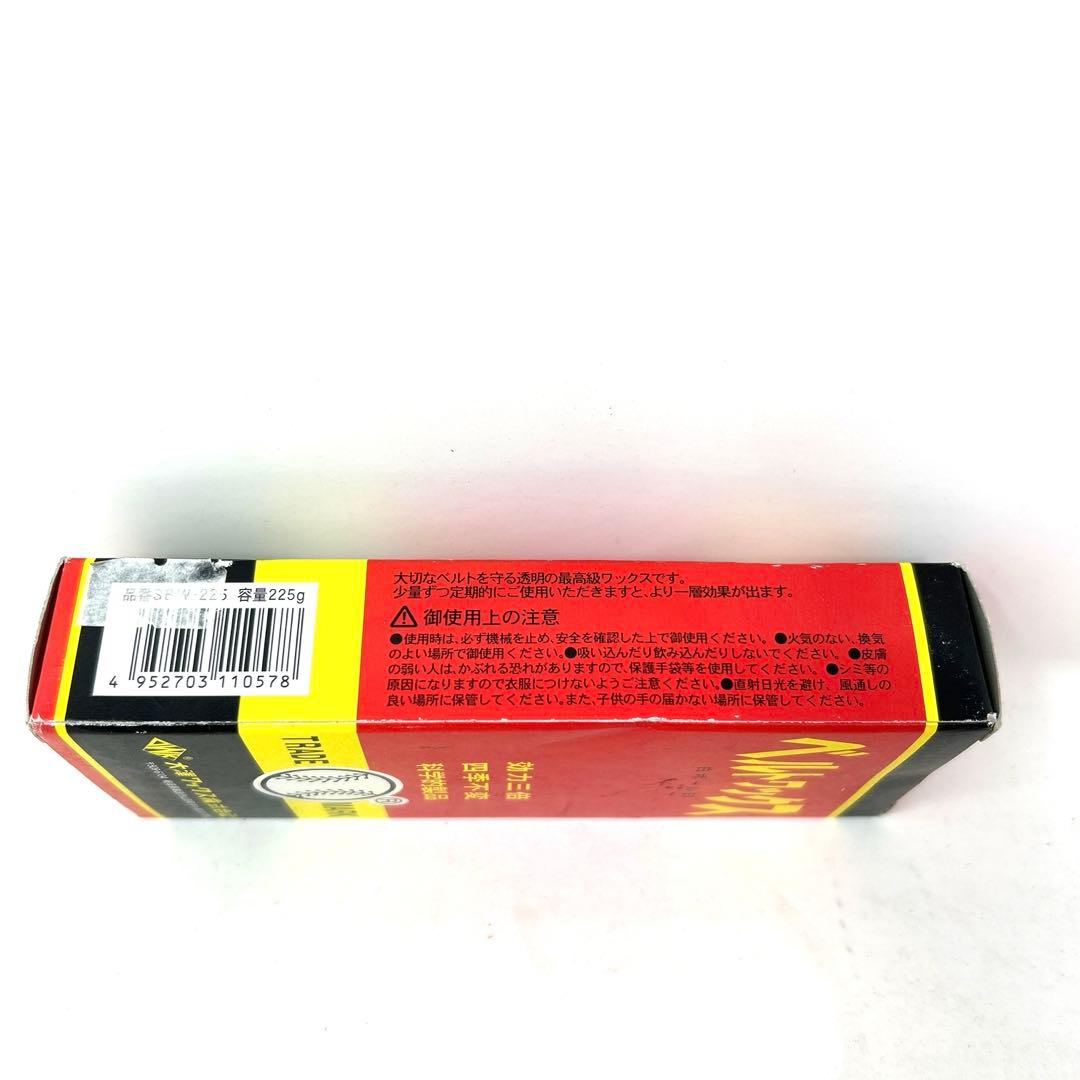 品番SBW-225 容量225g
4 952703 110578
大切なベルトを守る透明の最高級ワックスです。
少量ずつ定期的にご使用いただきますと、より一層効果が出ます。
⚠ 御使用上の注意
●使用時は、必ず機械を止め、安全を確認した上で御使用ください。●火気のない、換気
のよい場所で御使用ください。●吸い込んだり飲み込んだりしないでください。●皮膚
の弱い人は、かぶれる恐れがありますので、保護手袋等を使用してください。●シミ等の
原因になりますので衣服につけないようご注意ください。●直射日光を避け、風通しの
良い場所に保管してください。また、子供の手の届かない場所に保管してください。
ベルトワックス
効力三倍
四季不変
科学的製品
TRADE MARK
®